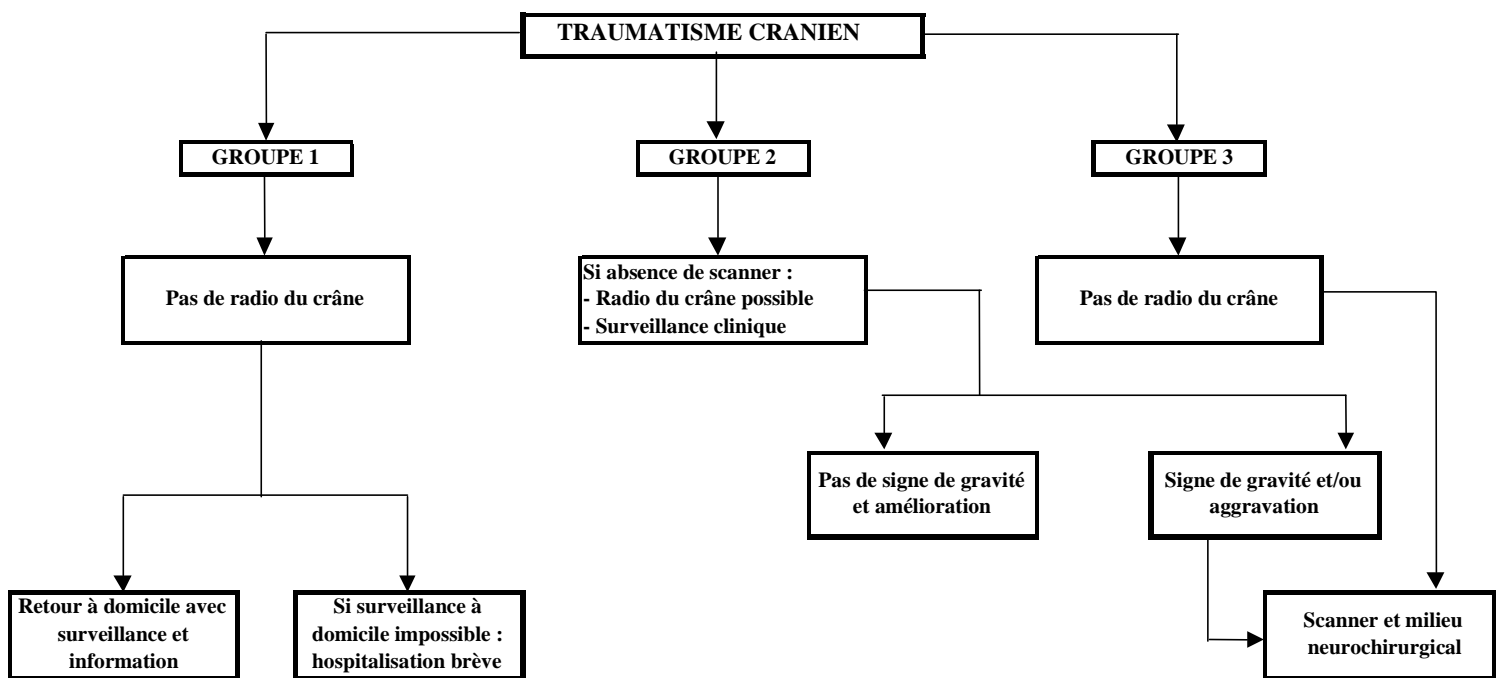 TRAUMATISME CRANIEN
GROUPE 1
GROUPE 2
GROUPE 3
Pas de radio du crâne
Si absence de scanner :
- Radio du crâne possible
- Surveillance clinique
Pas de radio du crâne
Pas de signe de gravité
et amélioration
Signe de gravité et/ou
aggravation
Retour à domicile avec
surveillance et
information
Si surveillance à
domicile impossible :
hospitalisation brève
Scanner et milieu
neurochirurgical